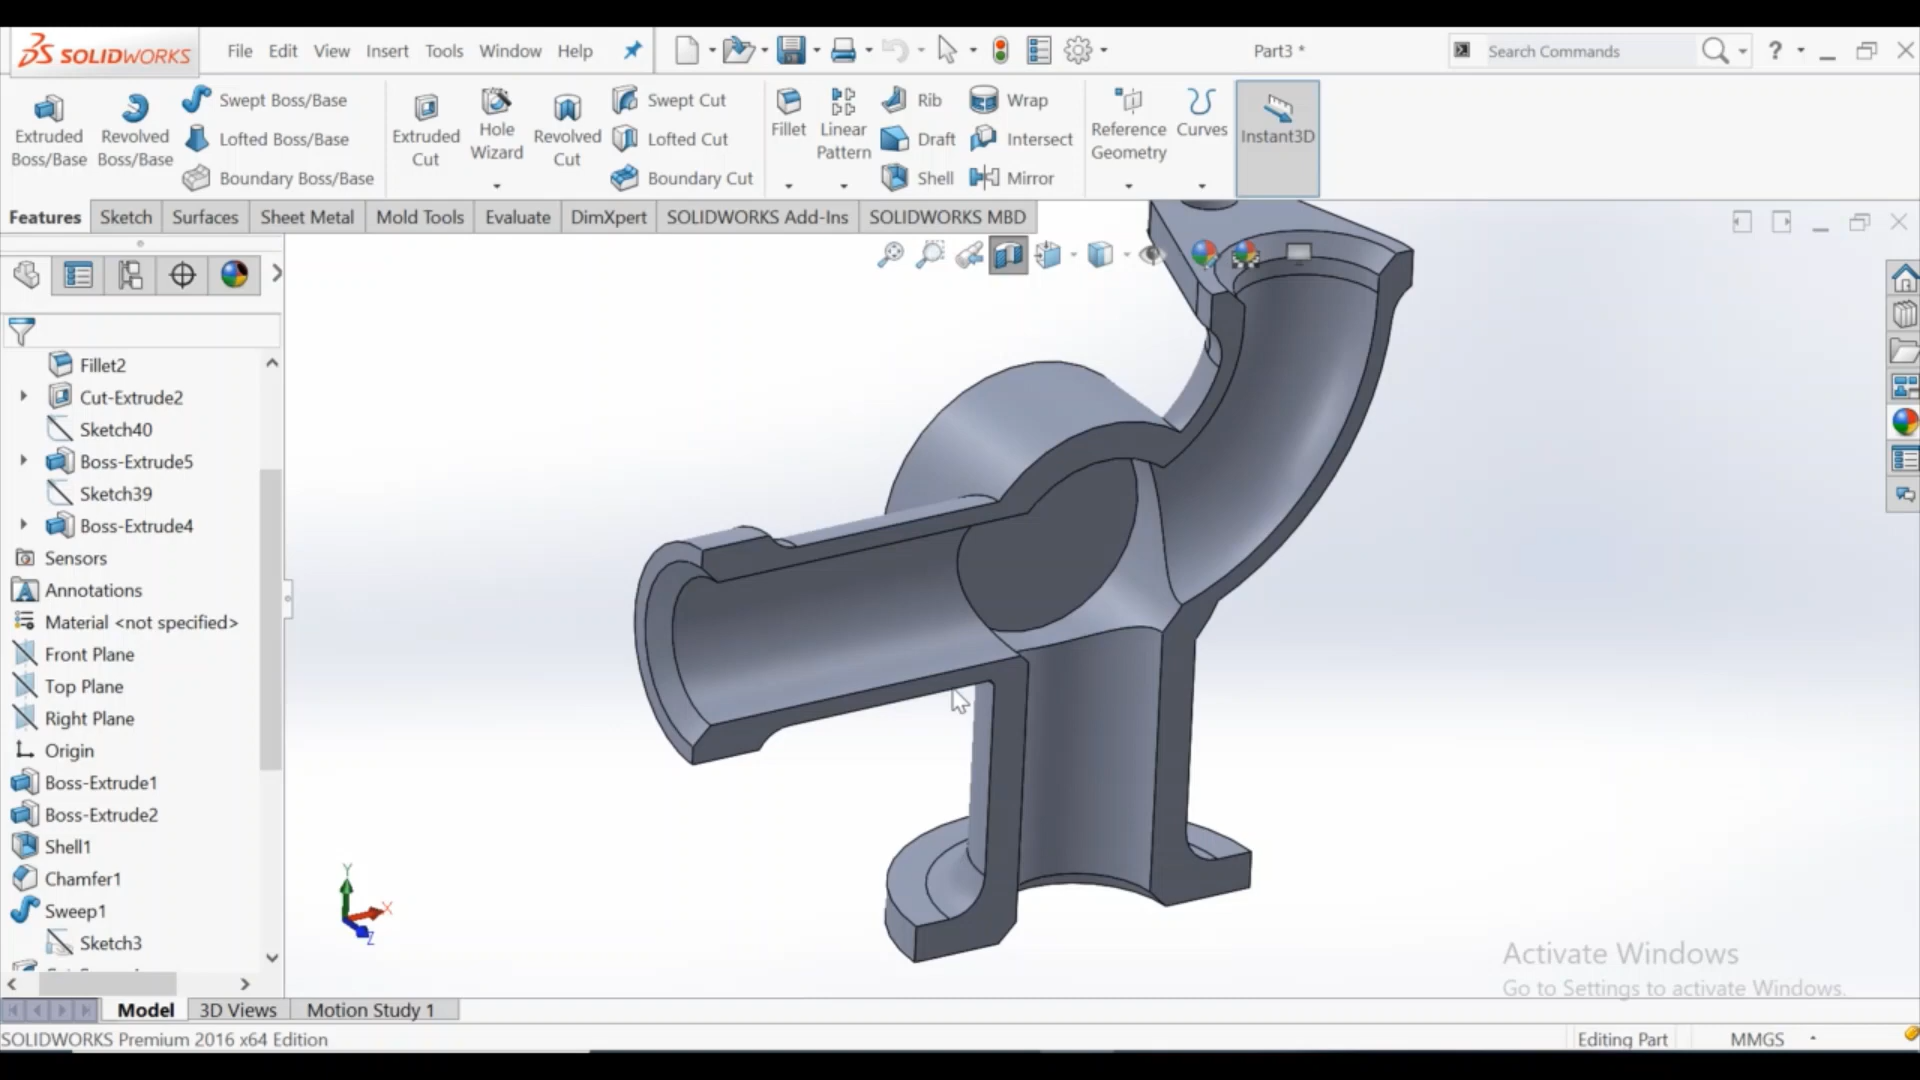 SOLIDWORKS File Edit View Insert Tools Window Help Part3 * Search Commands ?
Extruded Boss/Base
Revolved Boss/Base
Swept Boss/Base
Lofted Boss/Base
Boundary Boss/Base
Extruded Cut
Hole Wizard
Revolved Cut
Swept Cut
Lofted Cut
Boundary Cut
Fillet
Linear Pattern
Rib
Draft
Shell
Wrap
Intersect
Mirror
Reference Geometry
Curves
Instant3D
Features Sketch Surfaces Sheet Metal Mold Tools Evaluate DimXpert SOLIDWORKS Add-Ins SOLIDWORKS MBD
Fillet2
Cut-Extrude2
Sketch40
Boss-Extrude5
Sketch39
Boss-Extrude4
Sensors
Annotations
Material <not specified>
Front Plane
Top Plane
Right Plane
Origin
Boss-Extrude1
Boss-Extrude2
Shell1
Chamfer1
Sweep1
Sketch3
Y
X
Z
Activate Windows
Go to Settings to activate Windows.
Model 3D Views Motion Study 1
SOLIDWORKS Premium 2016 x64 Edition Editing Part MMGS